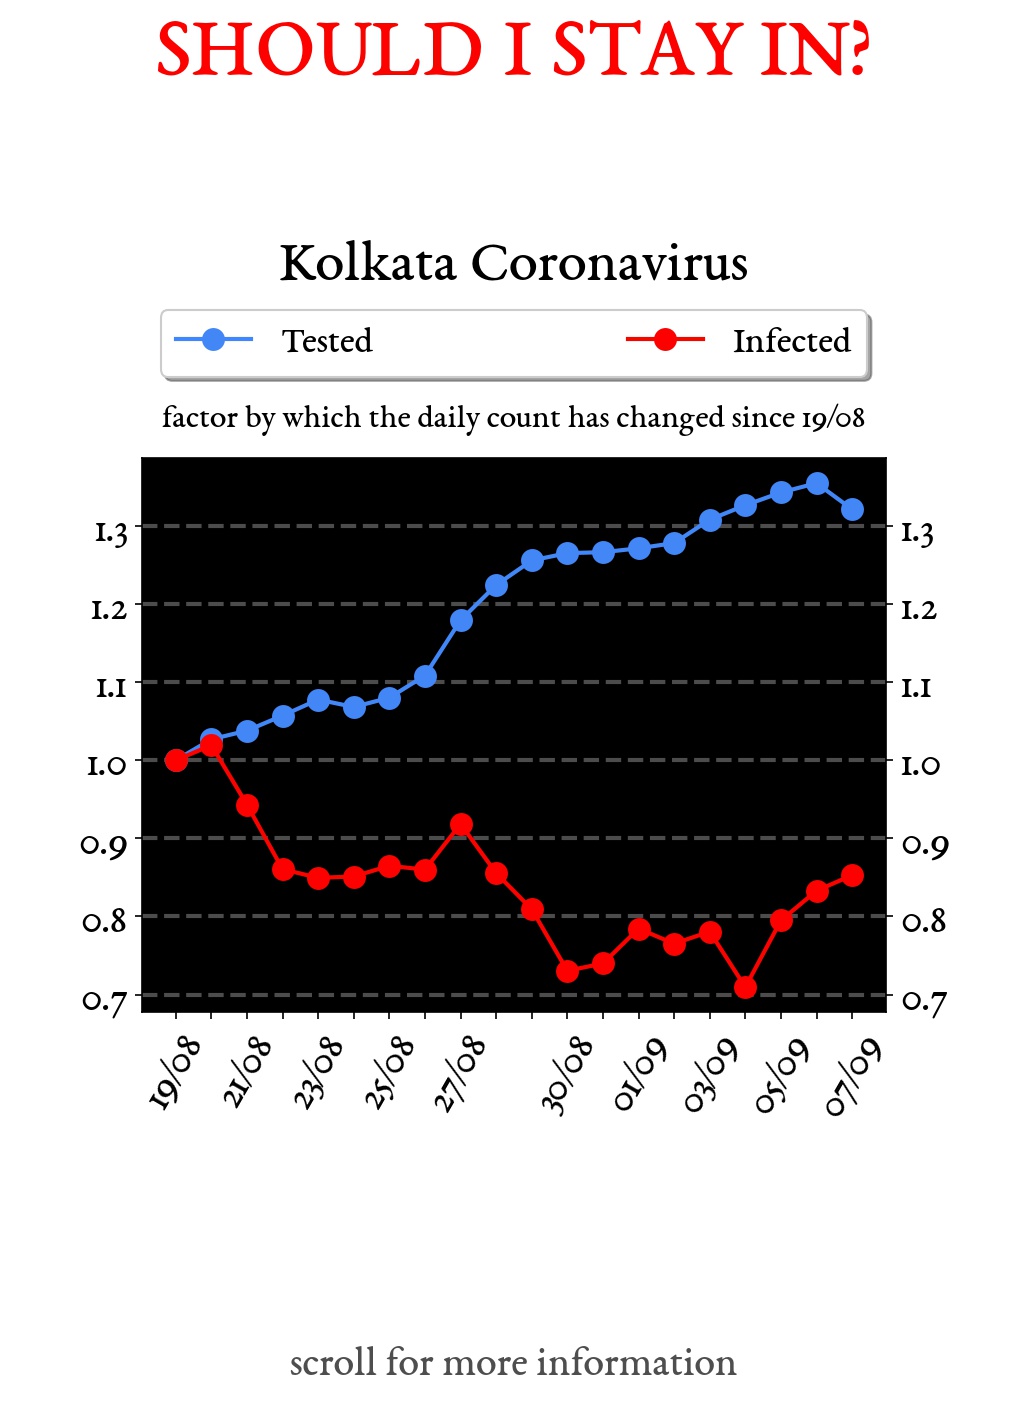 SHOULD I STAY IN?
Kolkata Coronavirus
Tested Infected
factor by which the daily count has changed since 19/08
1.3 1.3
1.2 1.2
1.1 1.1
1.0 1.0
0.9 0.9
0.8 0.8
0.7 0.7
19/08 21/08 23/08 25/08 27/08 30/08 01/09 03/09 05/09 07/09
scroll for more information